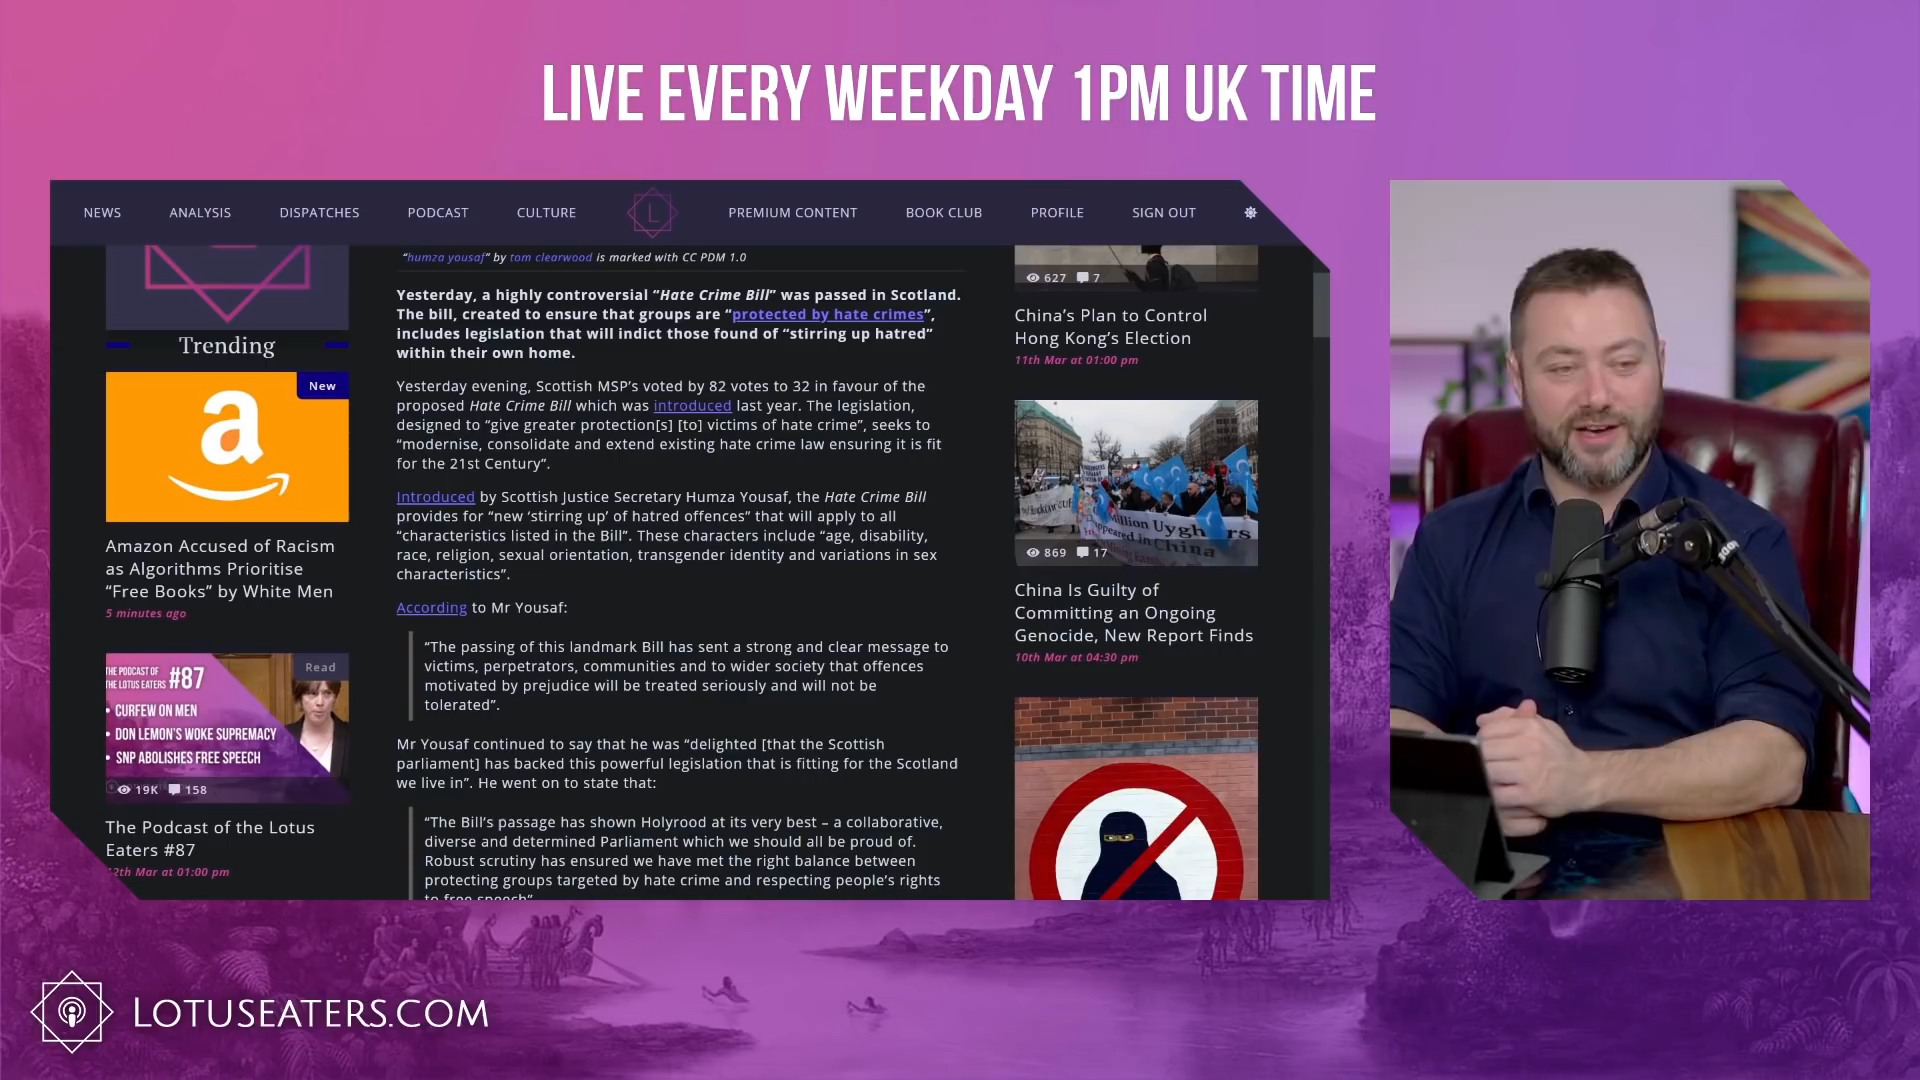 LIVE EVERY WEEKDAY 1PM UK TIME
NEWS
ANALYSIS
DISPATCHES
PODCAST
CULTURE
L
PREMIUM CONTENT
BOOK CLUB
PROFILE
SIGN OUT
Trending
New
a
Amazon Accused of Racism
as Algorithms Prioritise
“Free Books” by White Men
5 minutes ago
Read
THE PODCAST OF
THE LOTUS EATERS #87
• CURFEW ON MEN
• DON LEMON'S WOKE SUPREMACY
• SNP ABOLISHES FREE SPEECH
19K 158
The Podcast of the Lotus
Eaters #87
12th Mar at 01:00 pm
“humza yousaf” by tom clearwood is marked with CC PDM 1.0
Yesterday, a highly controversial “Hate Crime Bill” was passed in Scotland.
The bill, created to ensure that groups are “protected by hate crimes”,
includes legislation that will indict those found of “stirring up hatred”
within their own home.
Yesterday evening, Scottish MSP’s voted by 82 votes to 32 in favour of the
proposed Hate Crime Bill which was introduced last year. The legislation,
designed to “give greater protection[s] [to] victims of hate crime”, seeks to
“modernise, consolidate and extend existing hate crime law ensuring it is fit
for the 21st Century”.
Introduced by Scottish Justice Secretary Humza Yousaf, the Hate Crime Bill
provides for “new ‘stirring up’ of hatred offences” that will apply to all
“characteristics listed in the Bill”. These characters include “age, disability,
race, religion, sexual orientation, transgender identity and variations in sex
characteristics”.
According to Mr Yousaf:
“The passing of this landmark Bill has sent a strong and clear message to
victims, perpetrators, communities and to wider society that offences
motivated by prejudice will be treated seriously and will not be
tolerated”.
Mr Yousaf continued to say that he was “delighted [that the Scottish
parliament] has backed this powerful legislation that is fitting for the Scotland
we live in”. He went on to state that:
“The Bill’s passage has shown Holyrood at its very best – a collaborative,
diverse and determined Parliament which we should all be proud of.
Robust scrutiny has ensured we have met the right balance between
protecting groups targeted by hate crime and respecting people’s rights
to free speech”
627 7
China’s Plan to Control
Hong Kong’s Election
11th Mar at 01:00 pm
Million Uyghurs
Disappeared in China
869 17
China Is Guilty of
Committing an Ongoing
Genocide, New Report Finds
10th Mar at 04:30 pm
LOTUSEATERS.COM